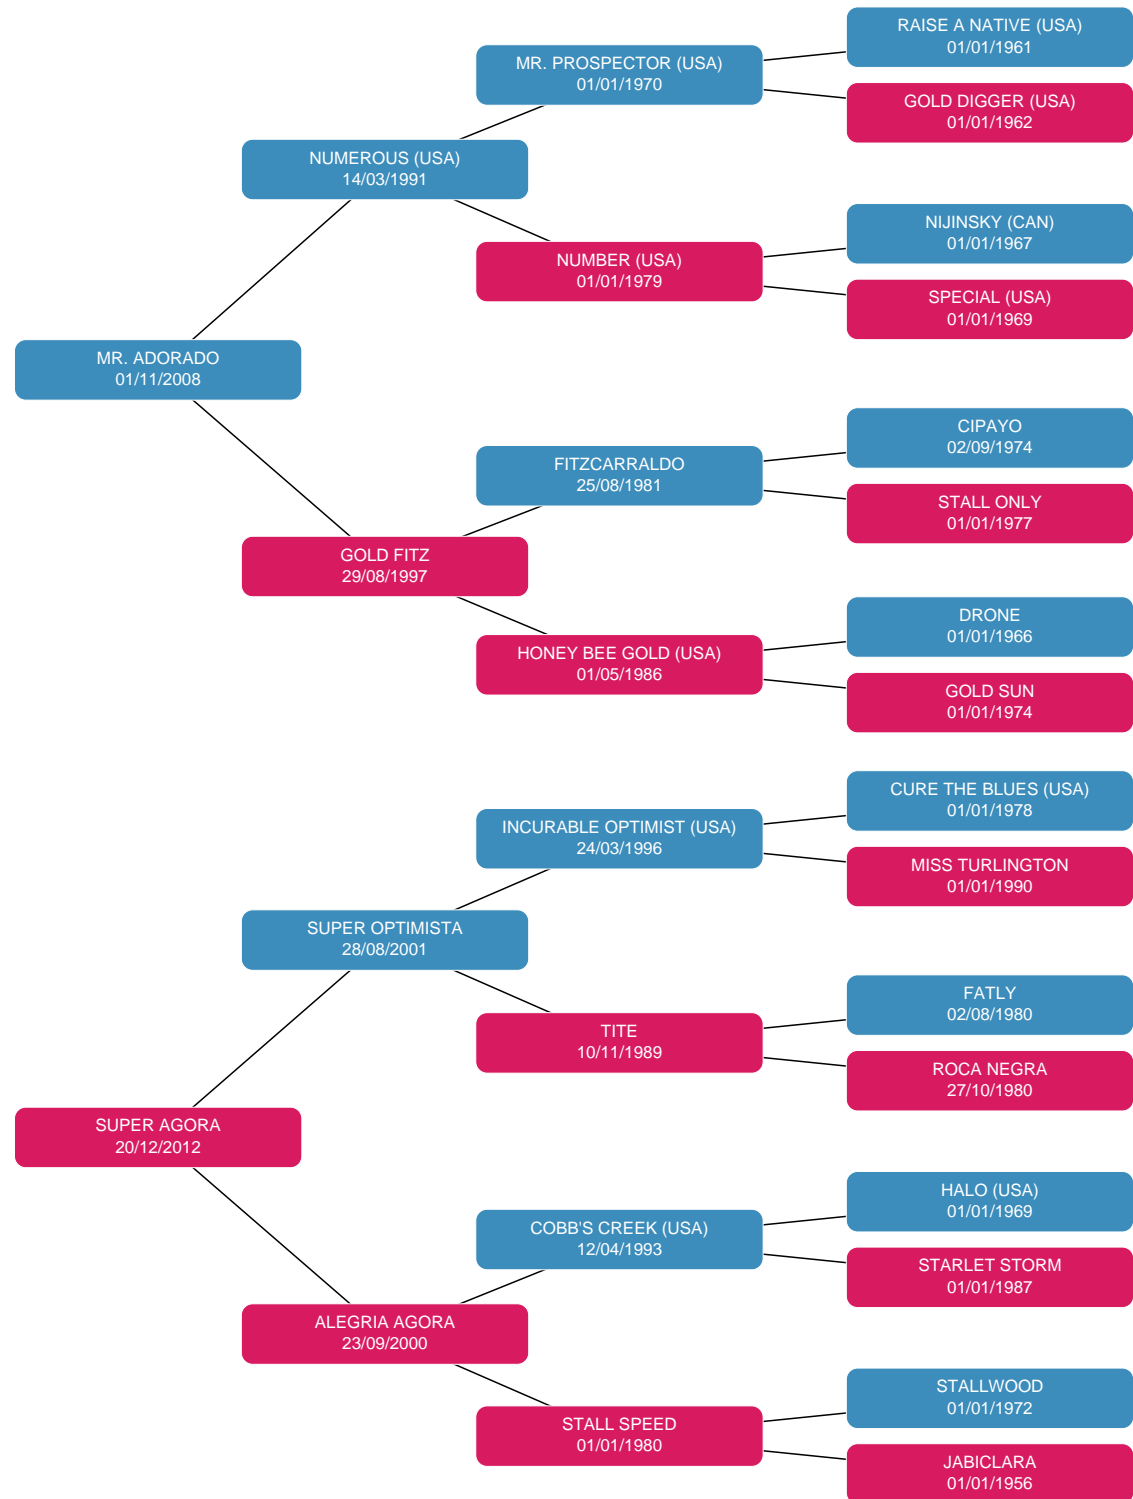 RAISE A NATIVE (USA)
01/01/1961
MR. PROSPECTOR (USA)
01/01/1970
GOLD DIGGER (USA)
01/01/1962
NUMEROUS (USA)
14/03/1991
NIJINSKY (CAN)
01/01/1967
NUMBER (USA)
01/01/1979
SPECIAL (USA)
01/01/1969
MR. ADORADO
01/11/2008
CIPAYO
02/09/1974
FITZCARRALDO
25/08/1981
STALL ONLY
01/01/1977
GOLD FITZ
29/08/1997
DRONE
01/01/1966
HONEY BEE GOLD (USA)
01/05/1986
GOLD SUN
01/01/1974
CURE THE BLUES (USA)
01/01/1978
INCURABLE OPTIMIST (USA)
24/03/1996
MISS TURLINGTON
01/01/1990
SUPER OPTIMISTA
28/08/2001
FATLY
02/08/1980
TITE
10/11/1989
ROCA NEGRA
27/10/1980
SUPER AGORA
20/12/2012
HALO (USA)
01/01/1969
COBB'S CREEK (USA)
12/04/1993
STARLET STORM
01/01/1987
ALEGRIA AGORA
23/09/2000
STALLWOOD
01/01/1972
STALL SPEED
01/01/1980
JABICLARA
01/01/1956